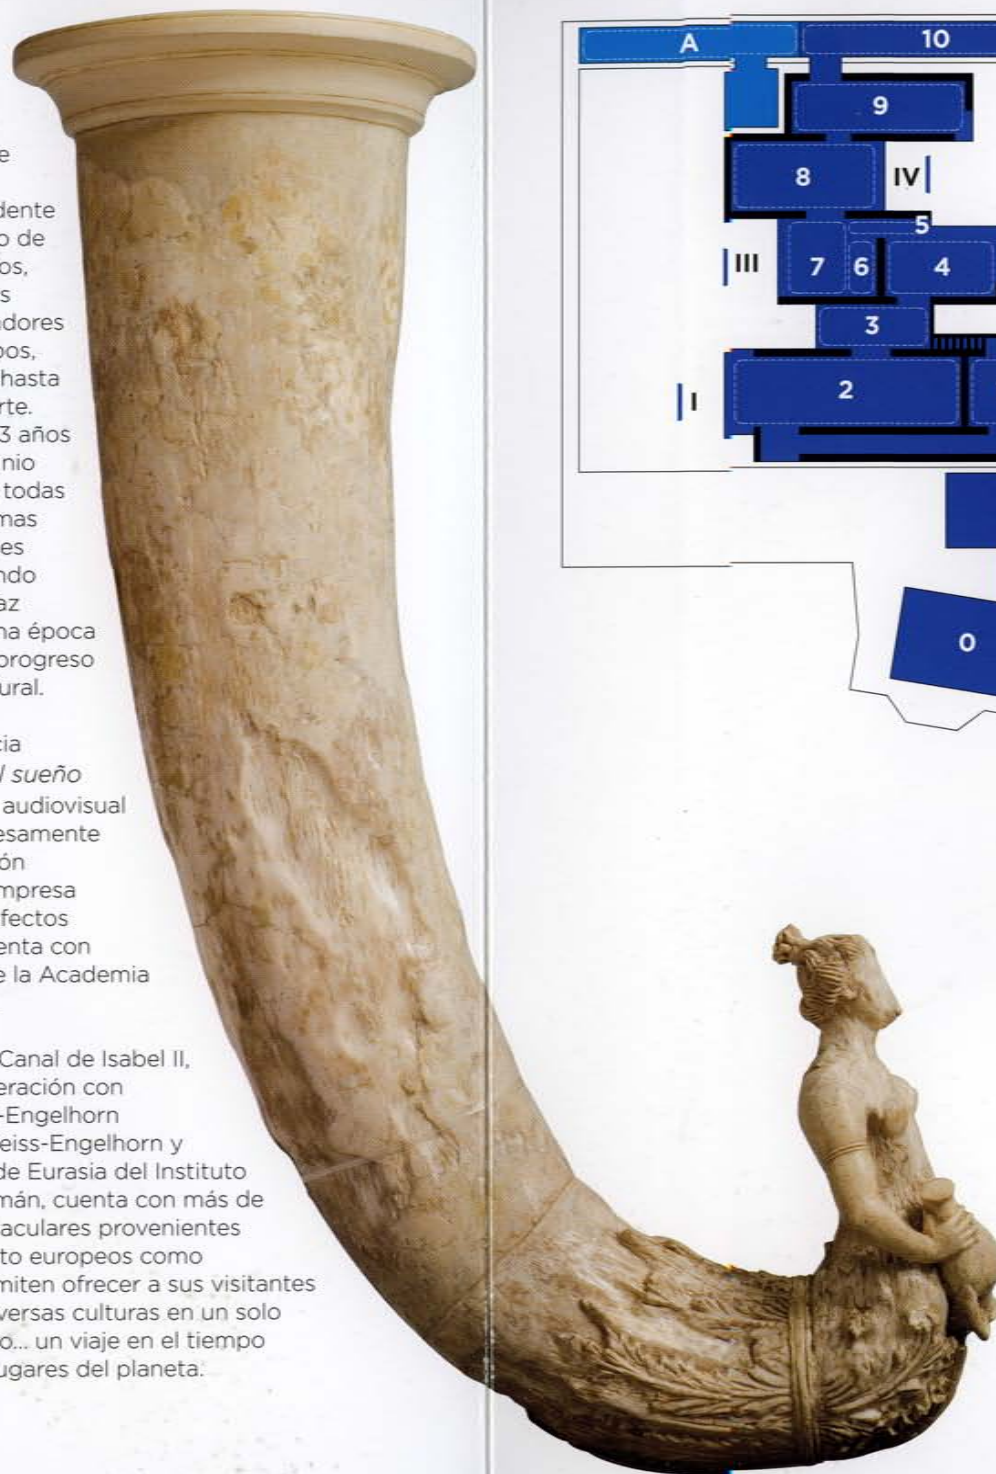 e
dente
o de
os,
s
adores
pos,
hasta
rte.
3 años
nio
todas
mas
es
ndo
az
na época
progreso
ural.
cia
l sueño
audiovisual
esamente
ón
mpresa
fectos
enta con
e la Academia
Canal de Isabel II,
eración con
-Engelhorn
eiss-Engelhorn y
de Eurasia del Instituto
mán, cuenta con más de
aculares provenientes
nto europeos como
miten ofrecer a sus visitantes
versas culturas en un solo
o... un viaje en el tiempo
ugares del planeta.
A
10
9
8
IV
5
III
7
6
4
3
2
I
0